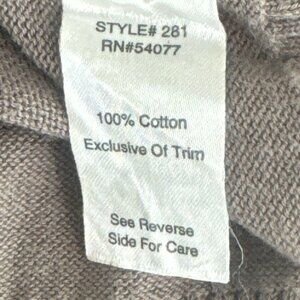 STYLE# 281
RN#54077
100% Cotton
Exclusive Of Trim
See Reverse
Side For Care